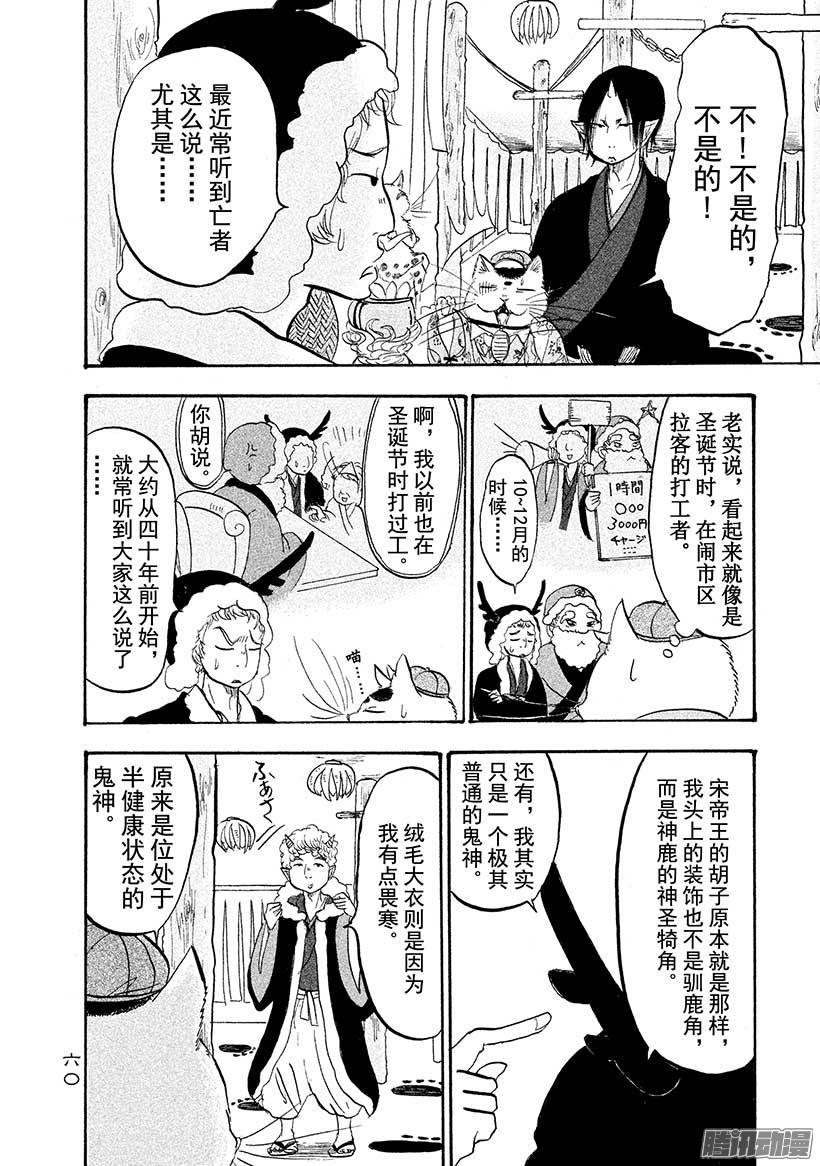 不！不是的，
不是的！
最近常听到亡者
这么说……
尤其是……
老实说，看起来就像是
圣诞节时，在闹市区
拉客的打工者。
1時間
〇〇〇
3000円
チャージ
10~12月的
时候……
啊，我以前也在
圣诞节时打过工。
你胡说。
大约从四十年前开始，
就常听到大家这么说了
……
喵……
宋帝王的胡子原本就是那样，
我头上的装饰也不是驯鹿角，
而是神鹿的神圣犄角。
还有，我其实
只是一个极其
普通的鬼神。
绒毛大衣则是因为
我有点畏寒。
ふぁさ
原来是位处于
半健康状态的
鬼神。
六〇
腾讯动漫